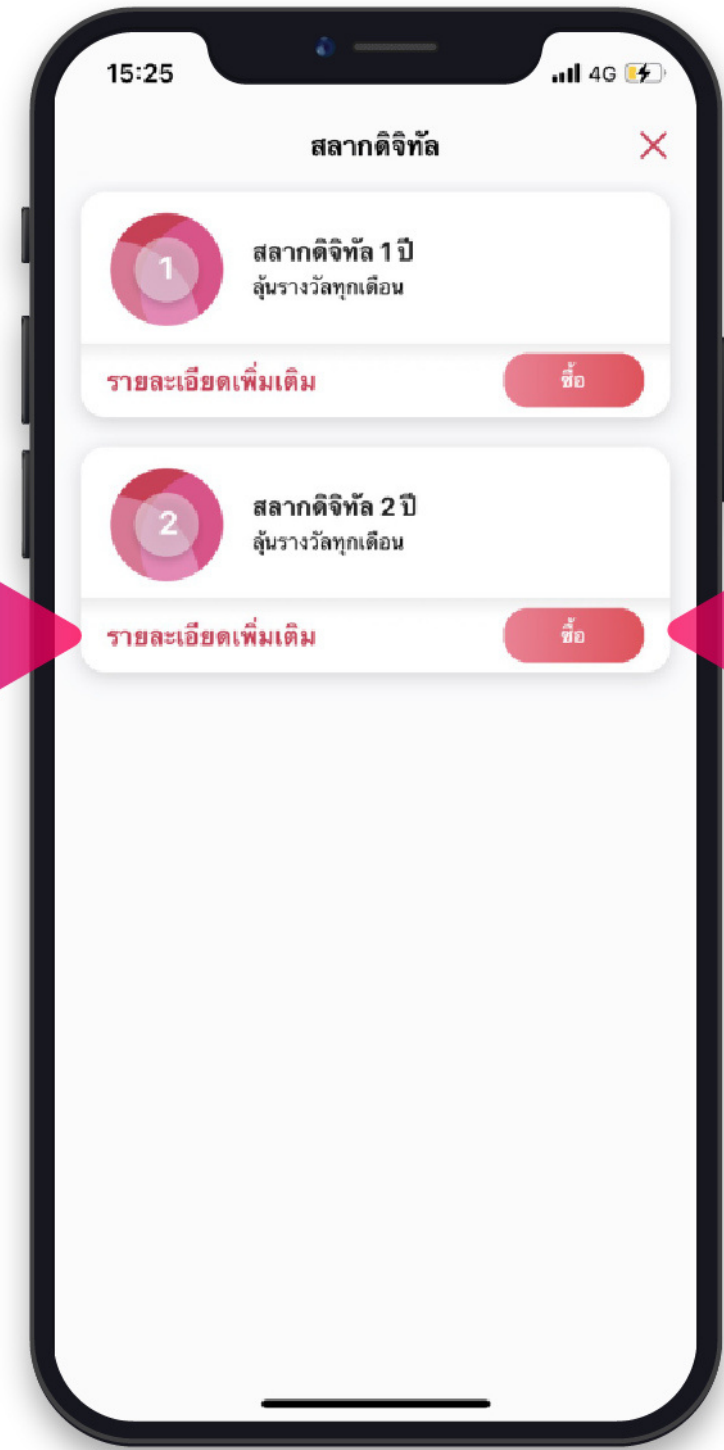 15:25
4G
สลากดิจิทัล
1
สลากดิจิทัล 1 ปี
ลุ้นรางวัลทุกเดือน
รายละเอียดเพิ่มเติม
ซื้อ
2
สลากดิจิทัล 2 ปี
ลุ้นรางวัลทุกเดือน
รายละเอียดเพิ่มเติม
ซื้อ